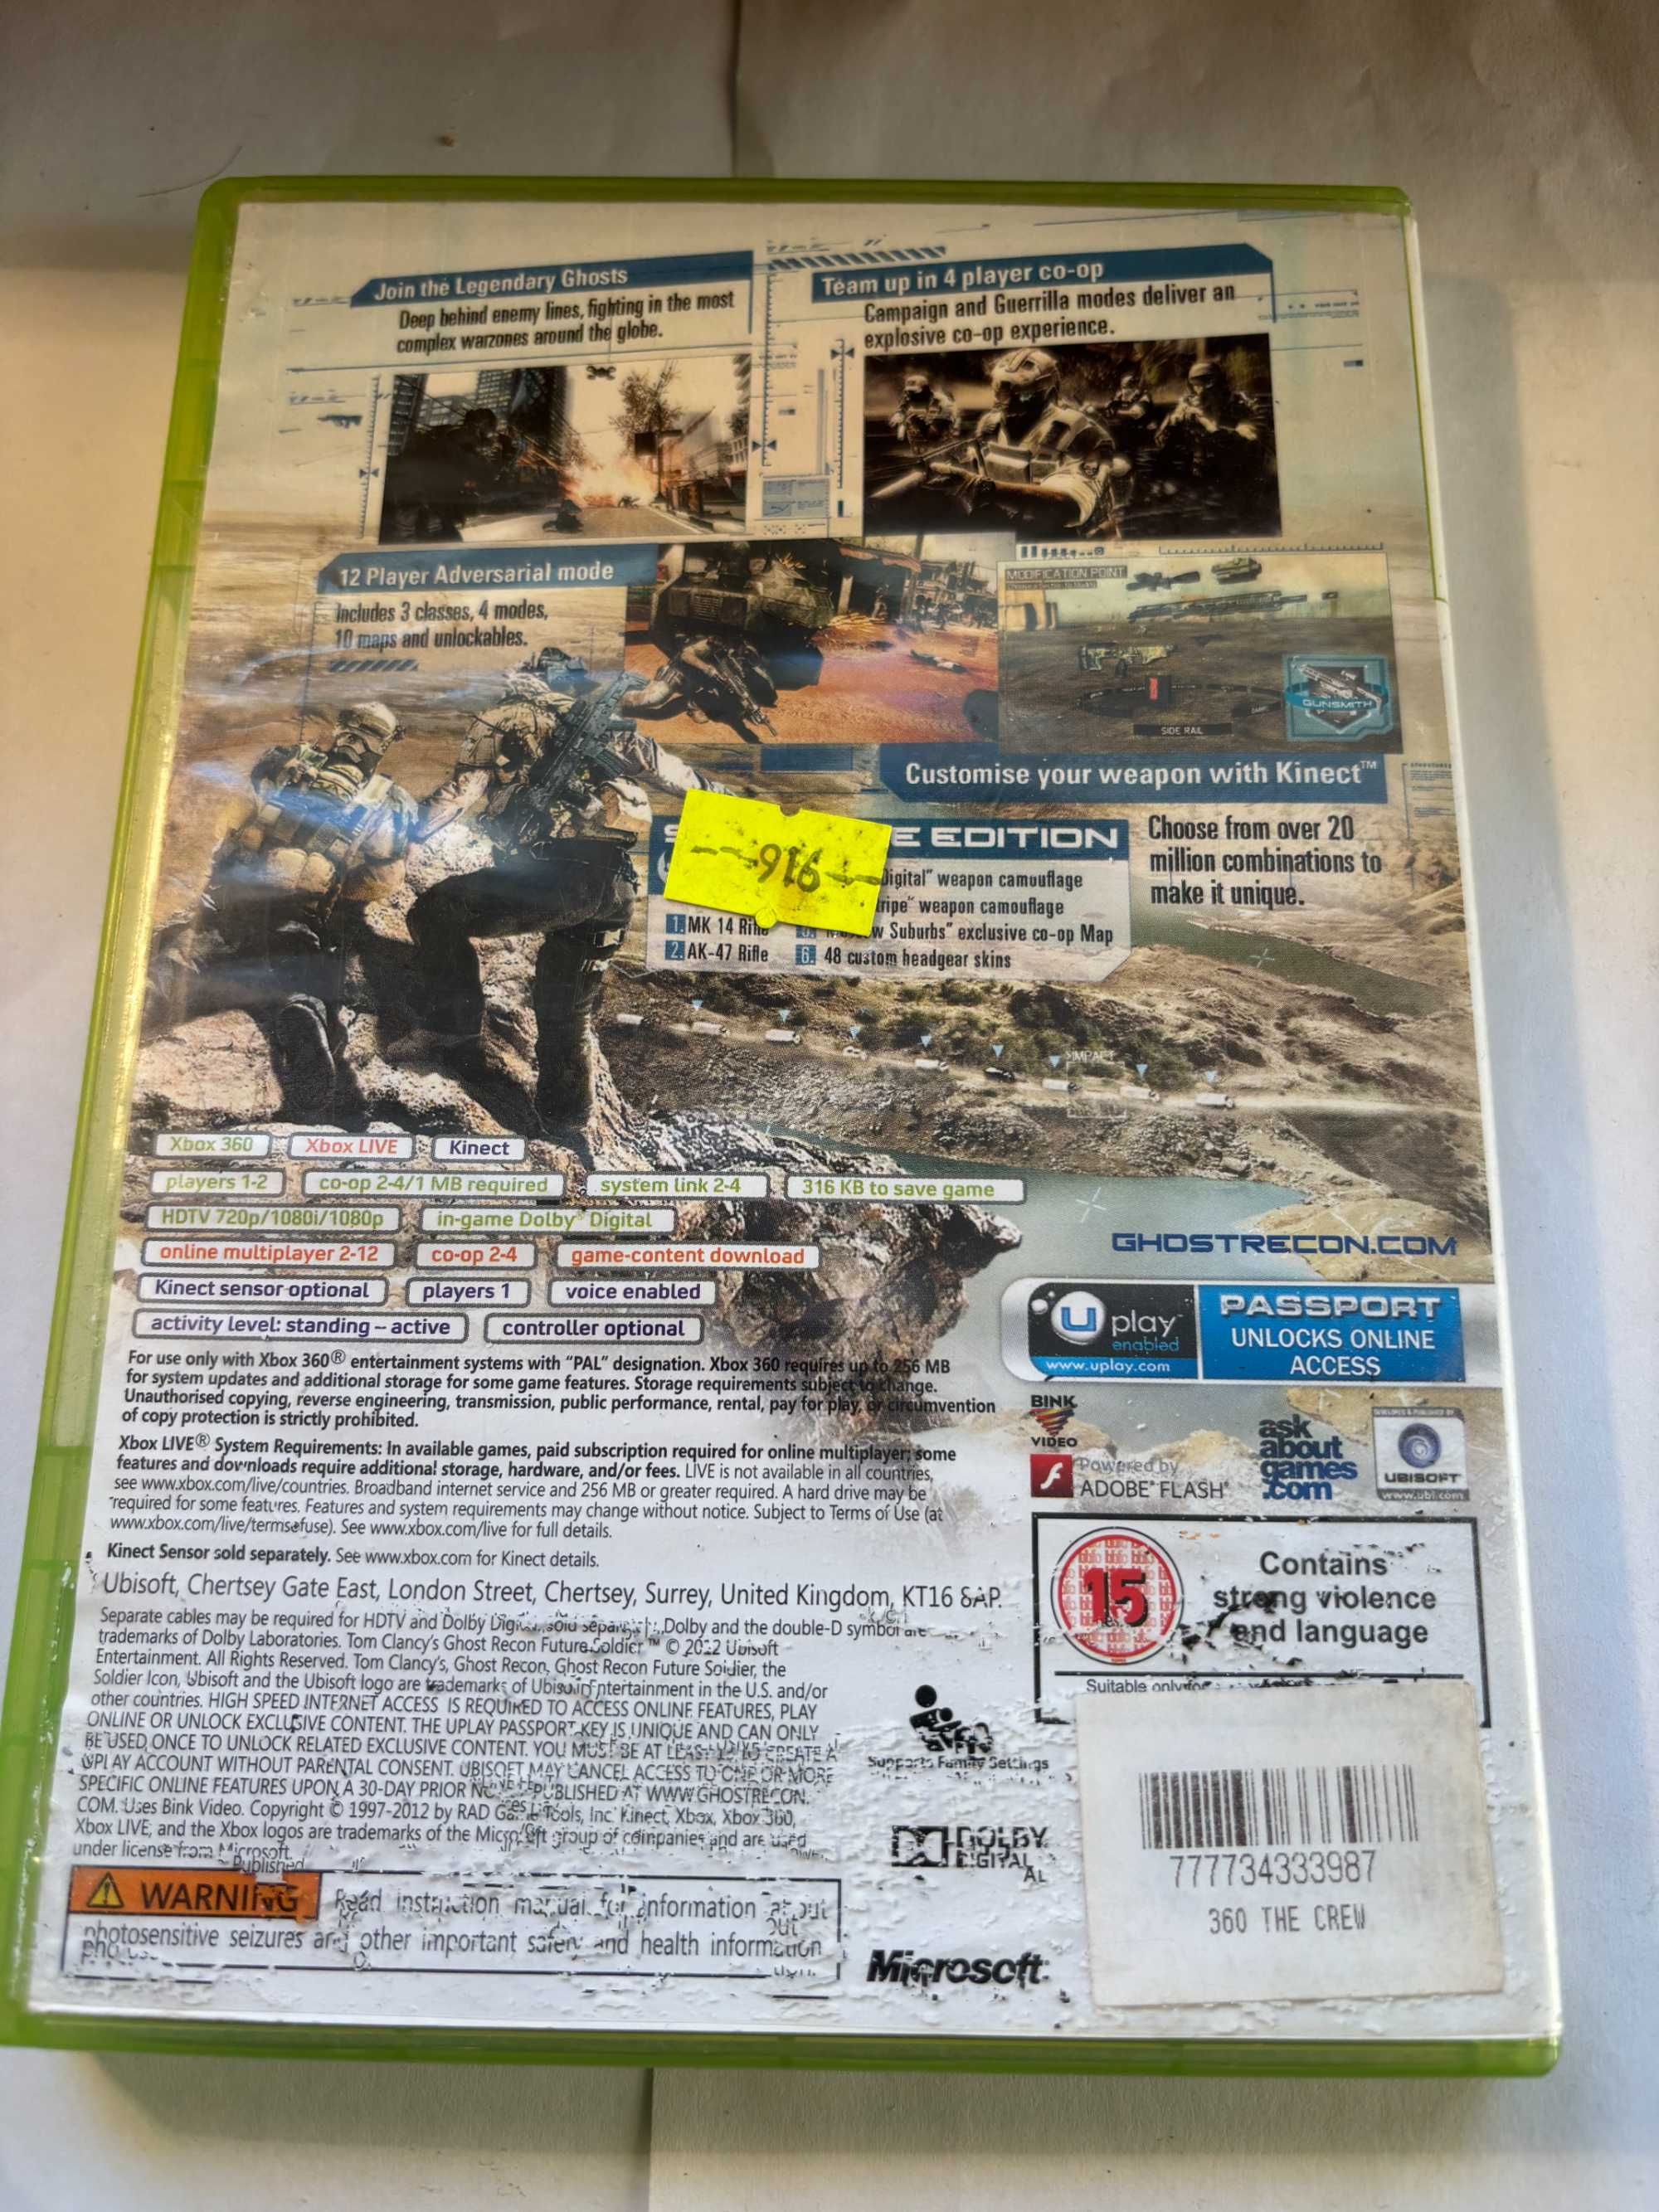 Join the Legendary Ghosts
Deep behind enemy lines, fighting in the most
complex warzones around the globe.
Team up in 4 player co-op
Campaign and Guerrilla modes deliver an
explosive co-op experience.
12 Player Adversarial mode
Includes 3 classes, 4 modes,
10 maps and unlockables.
MODIFICATION POINT
SIDE RAIL
GUNSMITH
Customise your weapon with Kinect™
Choose from over 20
million combinations to
make it unique.
916
EDITION
Digital" weapon camouflage
weapon camouflage
1. MK 14
Suburbs" exclusive co-op Map
2. AK-47 Rifle
6. 48 custom headgear skins
IMPACT
Xbox 360 Xbox LIVE Kinect
players 1-2 co-op 2-4/1 MB required system link 2-4 316 KB to save game
HDTV 720p/1080i/1080p in-game Dolby® Digital
online multiplayer 2-12 co-op 2-4 game-content download
Kinect sensor optional players 1 voice enabled
activity level: standing – active controller optional
GHOSTRECON.COM
U play enabled
www.uplay.com
PASSPORT
UNLOCKS ONLINE
ACCESS
For use only with Xbox 360® entertainment systems with "PAL" designation. Xbox 360 requires up to 256 MB
for system updates and additional storage for some game features. Storage requirements subject to change.
Unauthorised copying, reverse engineering, transmission, public performance, rental, pay for play, or circumvention
of copy protection is strictly prohibited.
Xbox LIVE® System Requirements: In available games, paid subscription required for online multiplayer; some
features and downloads require additional storage, hardware, and/or fees. LIVE is not available in all countries,
see www.xbox.com/live/countries. Broadband internet service and 256 MB or greater required. A hard drive may be
required for some features. Features and system requirements may change without notice. Subject to Terms of Use (at
www.xbox.com/live/termsofuse). See www.xbox.com/live for full details.
Kinect Sensor sold separately. See www.xbox.com for Kinect details.
Ubisoft, Chertsey Gate East, London Street, Chertsey, Surrey, United Kingdom, KT16 8AP.
Separate cables may be required for HDTV and Dolby Digital, sold separately. Dolby and the double-D symbol are
trademarks of Dolby Laboratories. Tom Clancy's Ghost Recon Future Soldier™ © 2012 Ubisoft
Entertainment. All Rights Reserved. Tom Clancy's, Ghost Recon, Ghost Recon Future Soldier, the
Soldier Icon, Ubisoft and the Ubisoft logo are trademarks of Ubisoft Entertainment in the U.S. and/or
other countries. HIGH SPEED INTERNET ACCESS IS REQUIRED TO ACCESS ONLINE FEATURES, PLAY
ONLINE OR UNLOCK EXCLUSIVE CONTENT. THE UPLAY PASSPORT KEY IS UNIQUE AND CAN ONLY
BE USED ONCE TO UNLOCK RELATED EXCLUSIVE CONTENT. YOU MUST BE AT LEAST TO CREATE A
UPLAY ACCOUNT WITHOUT PARENTAL CONSENT. UBISOFT MAY CANCEL ACCESS TO ONE OR MORE
SPECIFIC ONLINE FEATURES UPON A 30-DAY PRIOR NOTICE PUBLISHED AT WWW.GHOSTRECON.
COM. Uses Bink Video. Copyright © 1997-2012 by RAD Game Tools, Inc. Kinect, Xbox, Xbox 360,
Xbox LIVE, and the Xbox logos are trademarks of the Microsoft group of companies and are used
under license from Microsoft.
Published
BINK
VIDEO
Powered by
ADOBE® FLASH®
ask
about
games
.com
DEVELOPED & PUBLISHED BY
UBISOFT
www.ubi.com
15
Contains
strong violence
and language
Suitable only for
Supports Family Settings
DOLBY
DIGITAL
WARNING Read instruction manual for information about
photosensitive seizures and other important safety and health information
Microsoft
777734333987
360 THE CREW